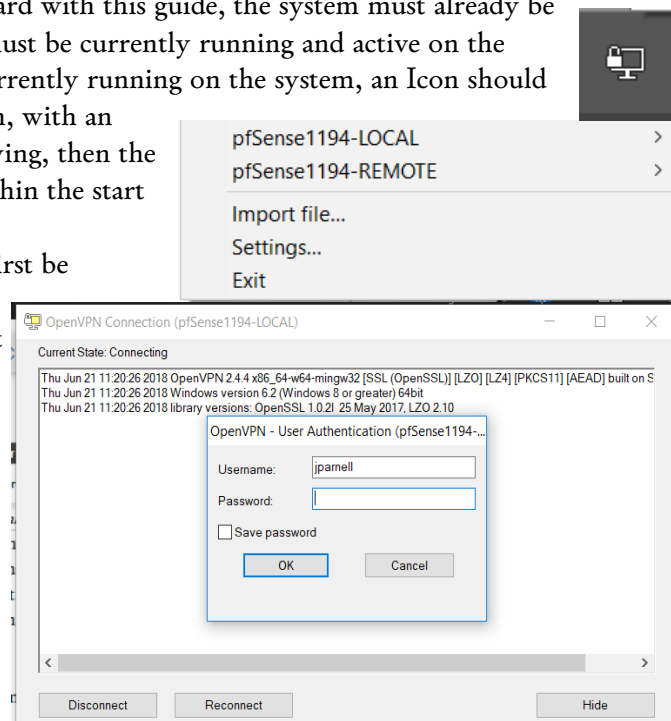 ard with this guide, the system must already be
ust be currently running and active on the
rrently running on the system, an Icon should
, with an
ving, then the
hin the start
irst be
pfSense1194-LOCAL
pfSense1194-REMOTE
Import file...
Settings...
Exit
OpenVPN Connection (pfSense1194-LOCAL)
Current State: Connecting
Thu Jun 21 11:20:26 2018 OpenVPN 2.4.4 x86_64-w64-mingw32 [SSL (OpenSSL)] [LZO] [LZ4] [PKCS11] [AEAD] built on S
Thu Jun 21 11:20:26 2018 Windows version 6.2 (Windows 8 or greater) 64bit
Thu Jun 21 11:20:26 2018 library versions: OpenSSL 1.0.2l 25 May 2017, LZO 2.10
OpenVPN - User Authentication (pfSense1194-...
Username: jparnell
Password:
Save password
OK Cancel
Disconnect Reconnect Hide